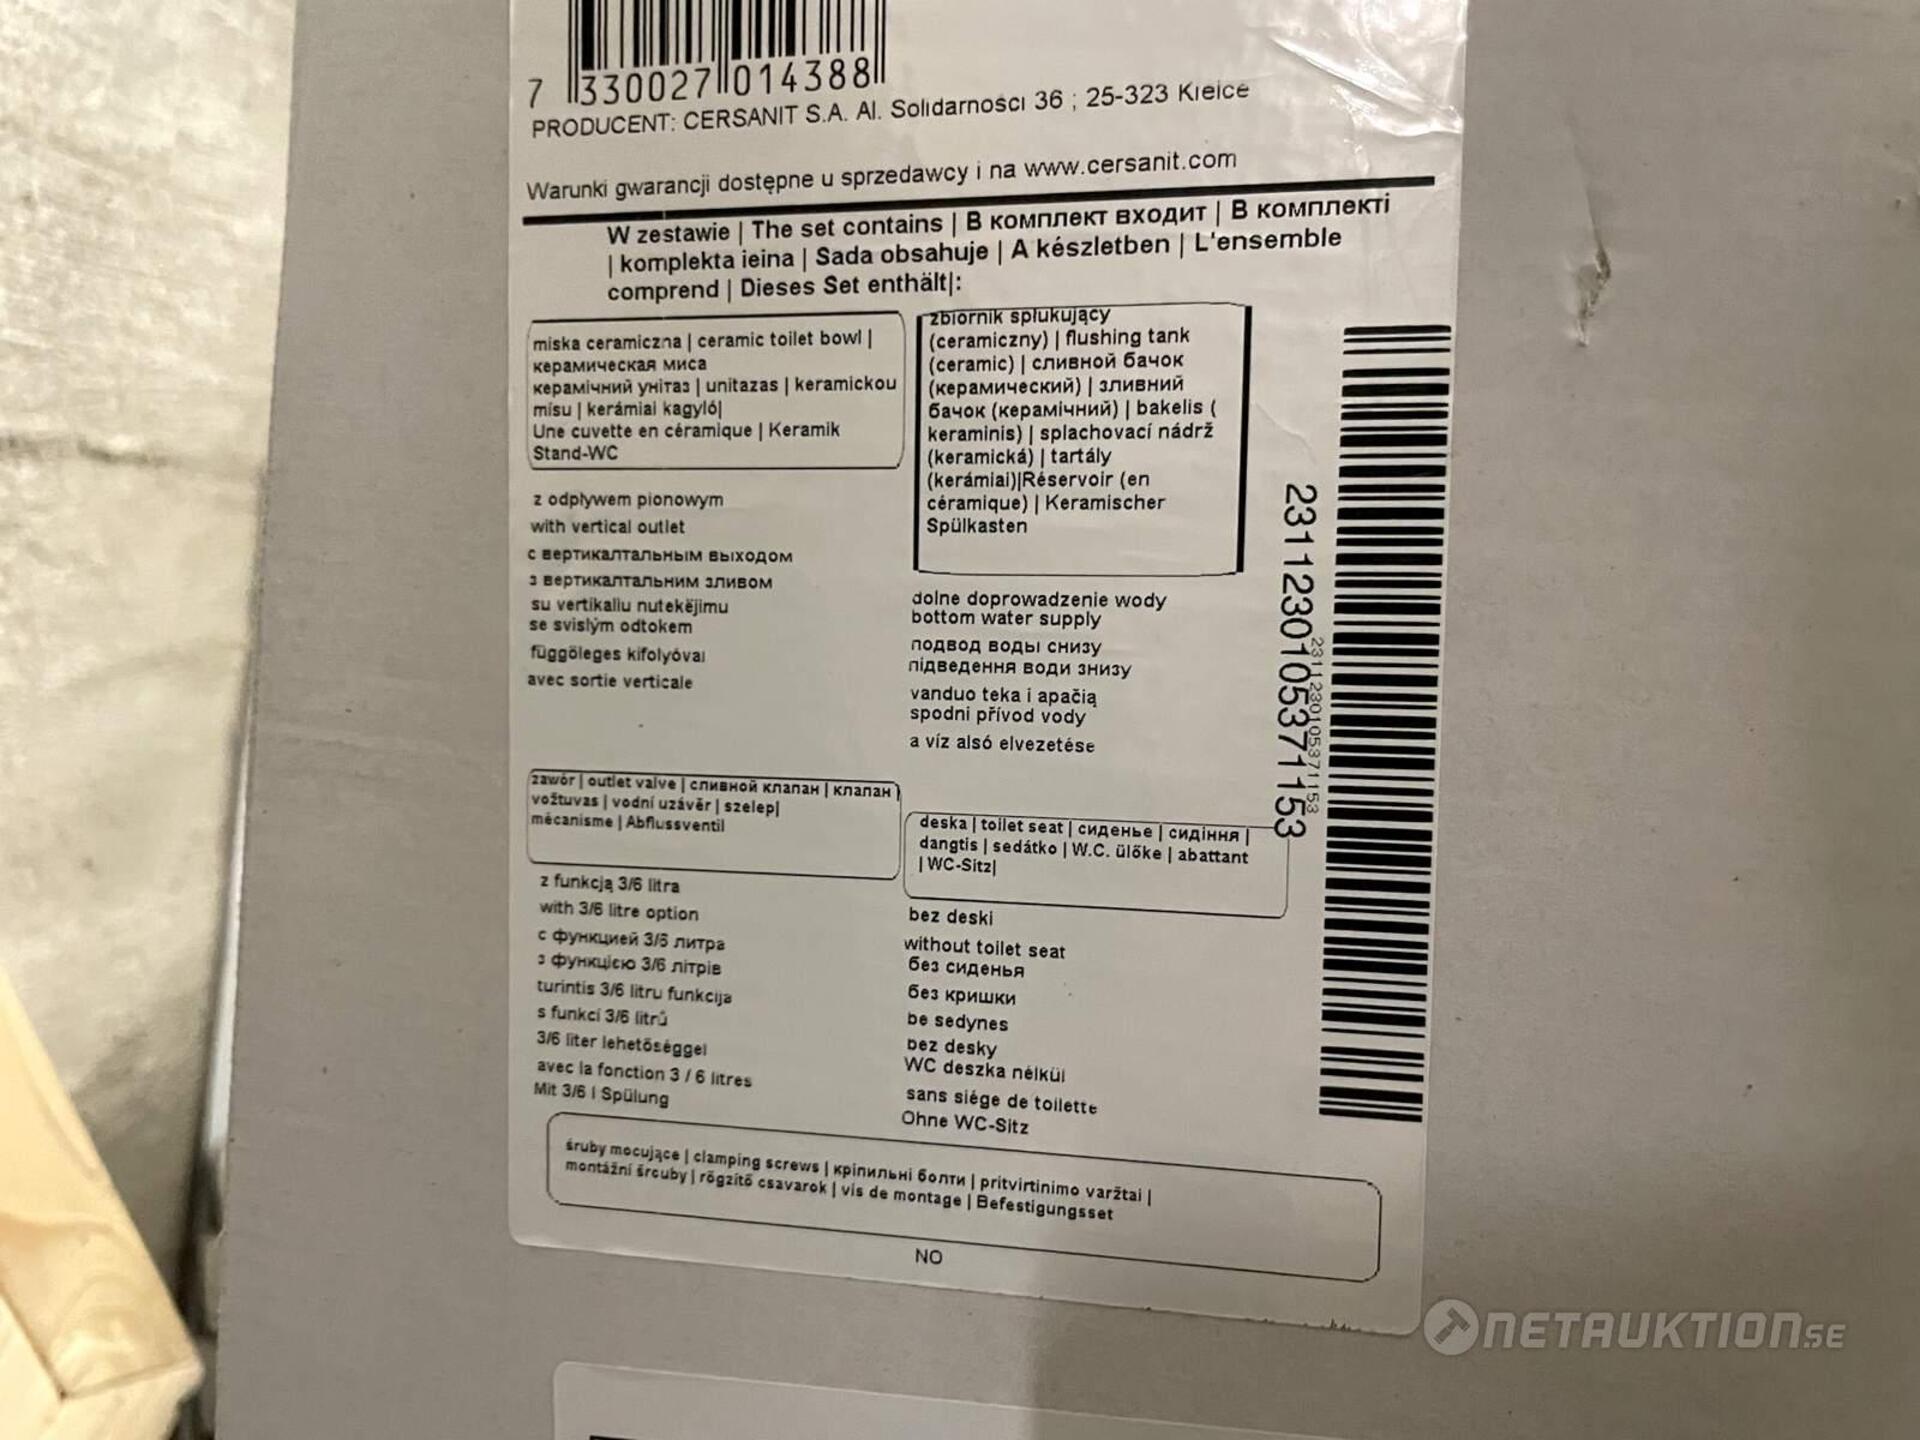 7 330027 014388
PRODUCENT: CERSANIT S.A. Al. Solidarności 36 ; 25-323 Kielce
Warunki gwarancji dostępne u sprzedawcy i na www.cersanit.com
W zestawie | The set contains | В комплект входит | В комплекті
| komplekta ieina | Sada obsahuje | A készletben | L'ensemble
comprend | Dieses Set enthält|:
miska ceramiczna | ceramic toilet bowl |
керамическая миса
керамічний унітаз | unitazas | keramickou
mísu | kerámiai kagyló|
Une cuvette en céramique | Keramik
Stand-WC
z odpływem pionowym
with vertical outlet
с вертикалтальным выходом
з вертикалтальним зливом
su vertikaliu nutekėjimu
se svislým odtokem
függöleges kifolyóval
avec sortie verticale
zbiornik spłukujący
(ceramiczny) | flushing tank
(ceramic) | сливной бачок
(керамический) | зливний
бачок (керамічний) | bakelis (
keraminis) | splachovací nádrž
(keramická) | tartály
(kerámiai)|Réservoir (en
céramique) | Keramischer
Spülkasten
dolne doprowadzenie wody
bottom water supply
подвод воды снизу
підведення води знизу
vanduo teka i apačią
spodni přívod vody
a víz alsó elvezetése
zawór | outlet valve | сливной клапан | клапан |
vožtuvas | vodní uzávěr | szelep|
mécanisme | Abflussventil
z funkcją 3/6 litra
with 3/6 litre option
с функцией 3/6 литра
з функцією 3/6 літрів
turintis 3/6 litru funkcija
s funkcí 3/6 litrů
3/6 liter lehetőséggel
avec la fonction 3 / 6 litres
Mit 3/6 l Spülung
deska | toilet seat | сиденье | сидіння |
dangtis | sedátko | W.C. ülőke | abattant
| WC-Sitz|
bez deski
without toilet seat
без сиденья
без кришки
be sedynes
bez desky
WC deszka nélkül
sans siége de toilette
Ohne WC-Sitz
śruby mocujące | clamping screws | кріпильні болти | pritvirtinimo varžtai |
montážní šrcuby | rögzítő csavarok | vis de montage | Befestigungsset
NO
2311230105371153
2311230105371153
NETAUKTION.SE